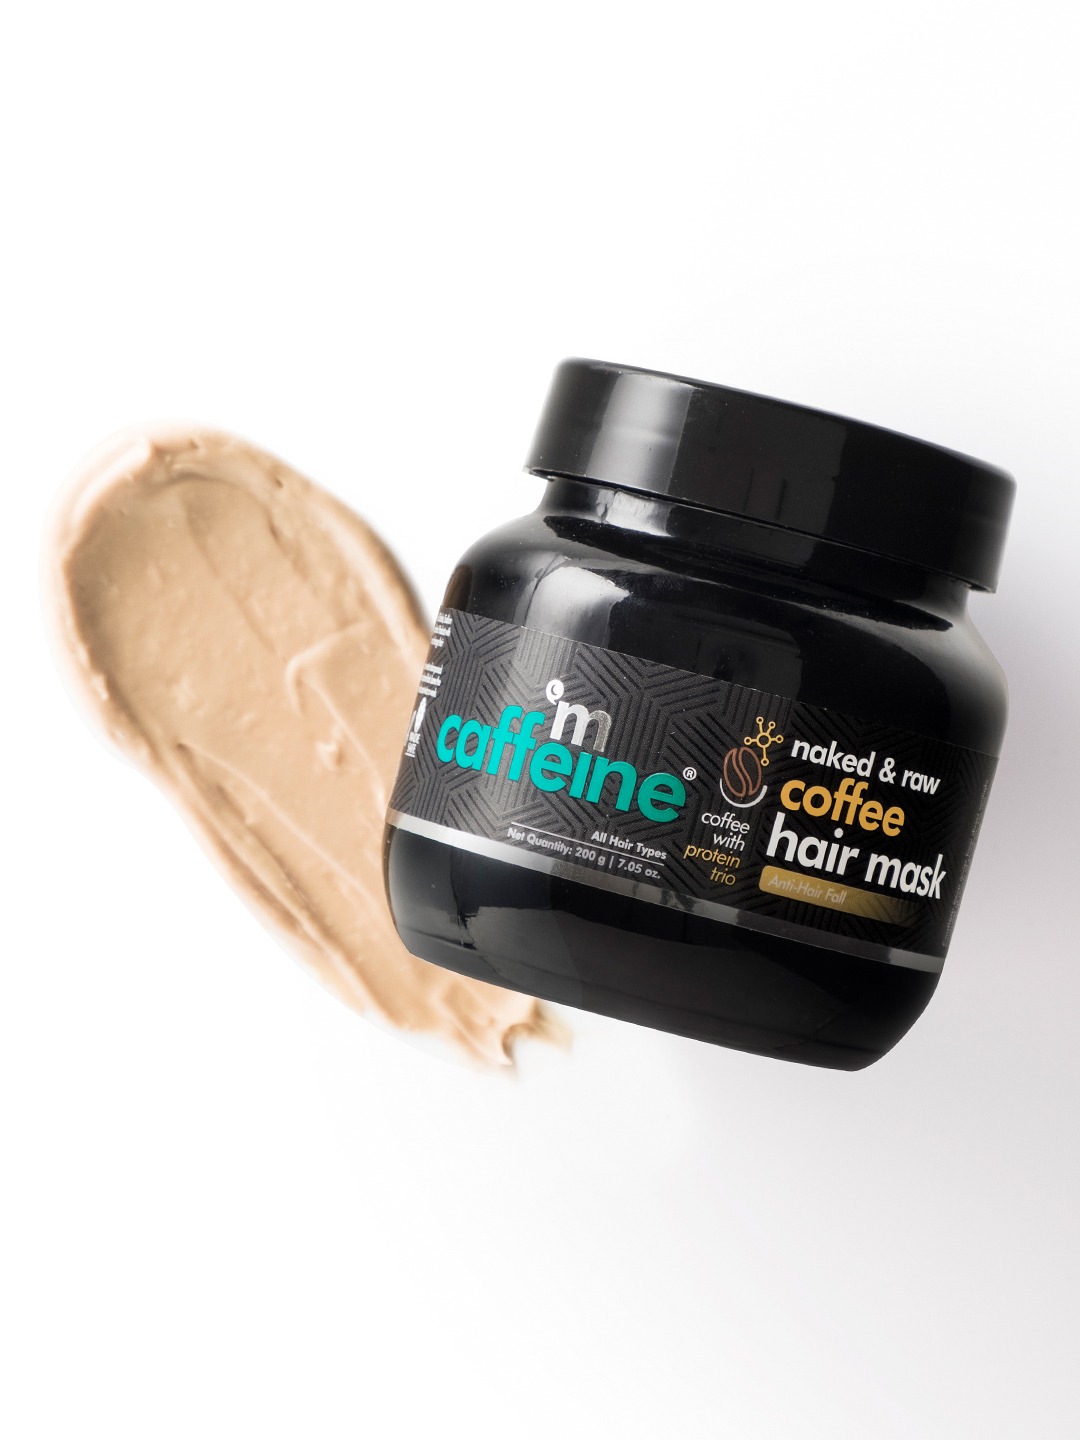 m
caffeine®
All Hair Types
Net Quantity: 200 g | 7.05 oz.
coffee
with
protein
trio
naked & raw
coffee
hair mask
Anti-Hair Fall